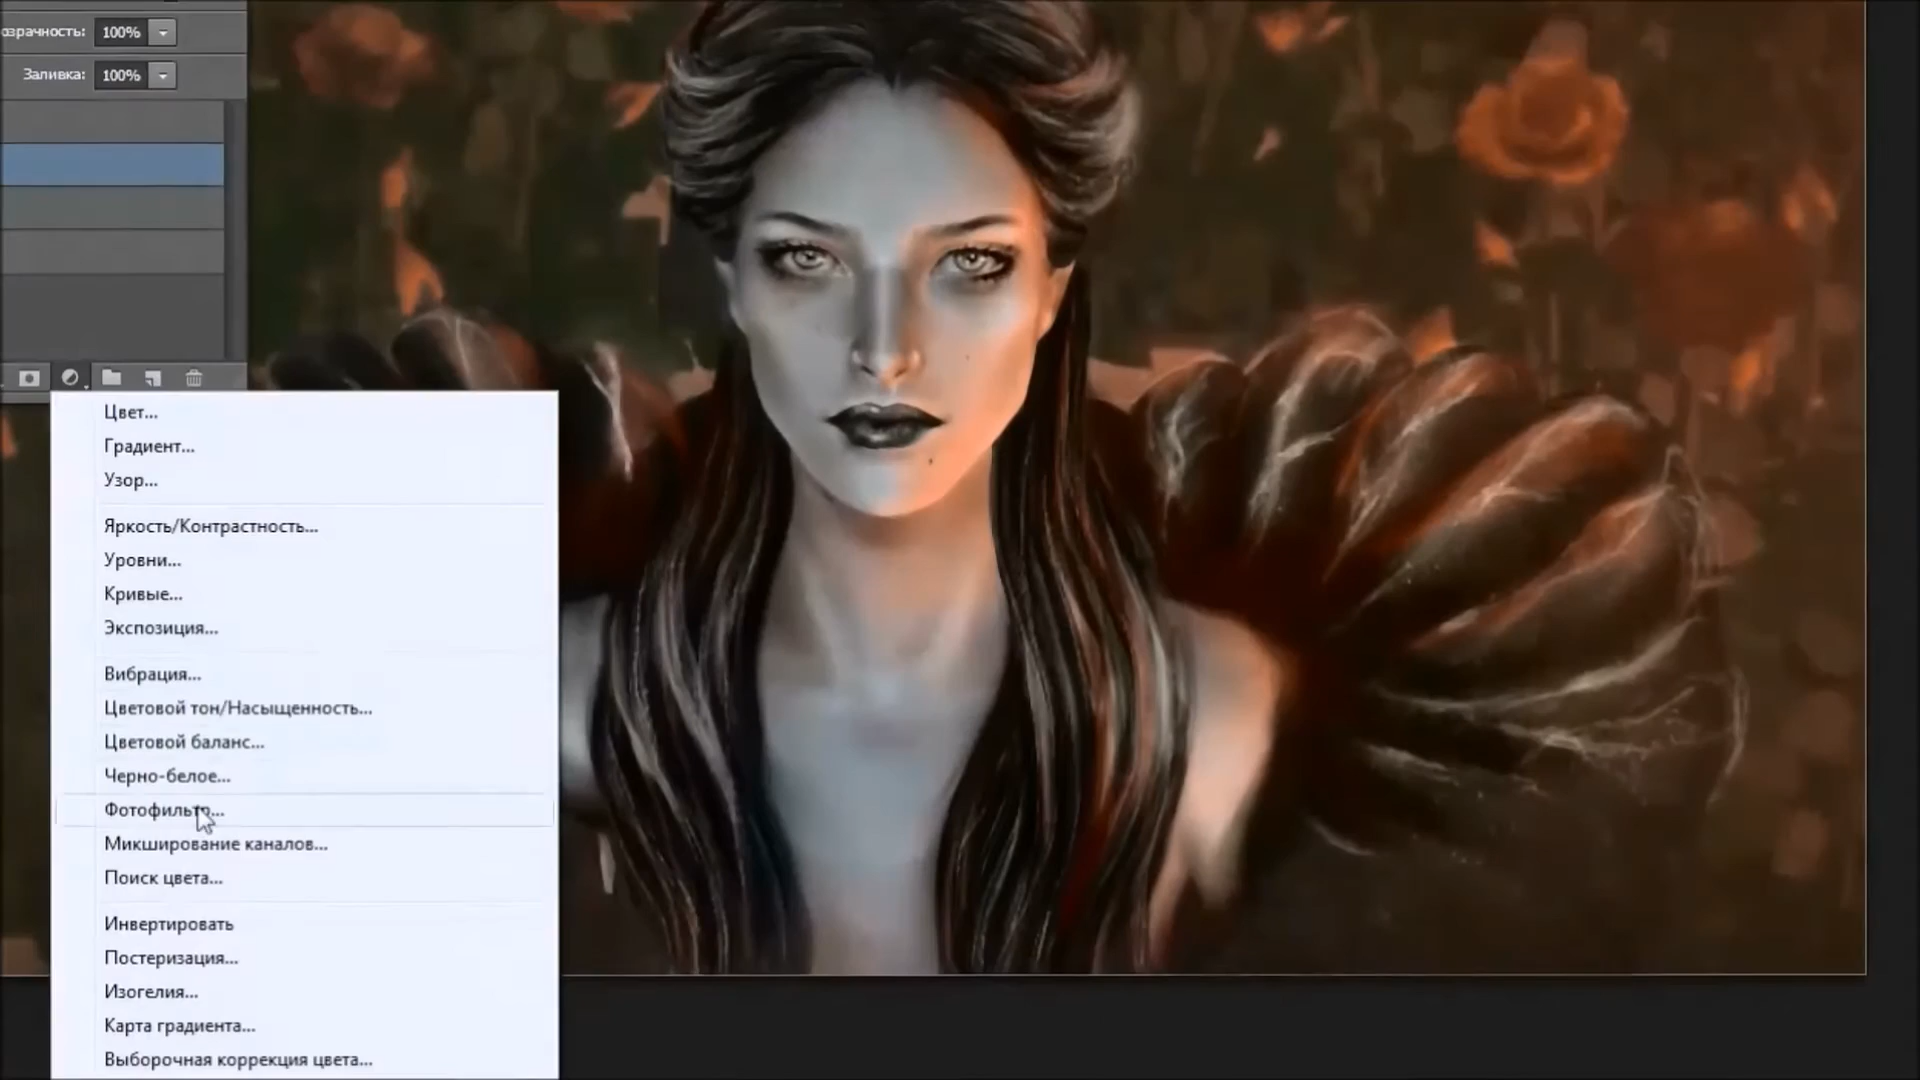 озрачность: 100%
Заливка: 100%
Цвет...
Градиент...
Узор...
Яркость/Контрастность...
Уровни...
Кривые...
Экспозиция...
Вибрация...
Цветовой тон/Насыщенность...
Цветовой баланс...
Черно-белое...
Фотофильтр...
Микширование каналов...
Поиск цвета...
Инвертировать
Постеризация...
Изогелия...
Карта градиента...
Выборочная коррекция цвета...